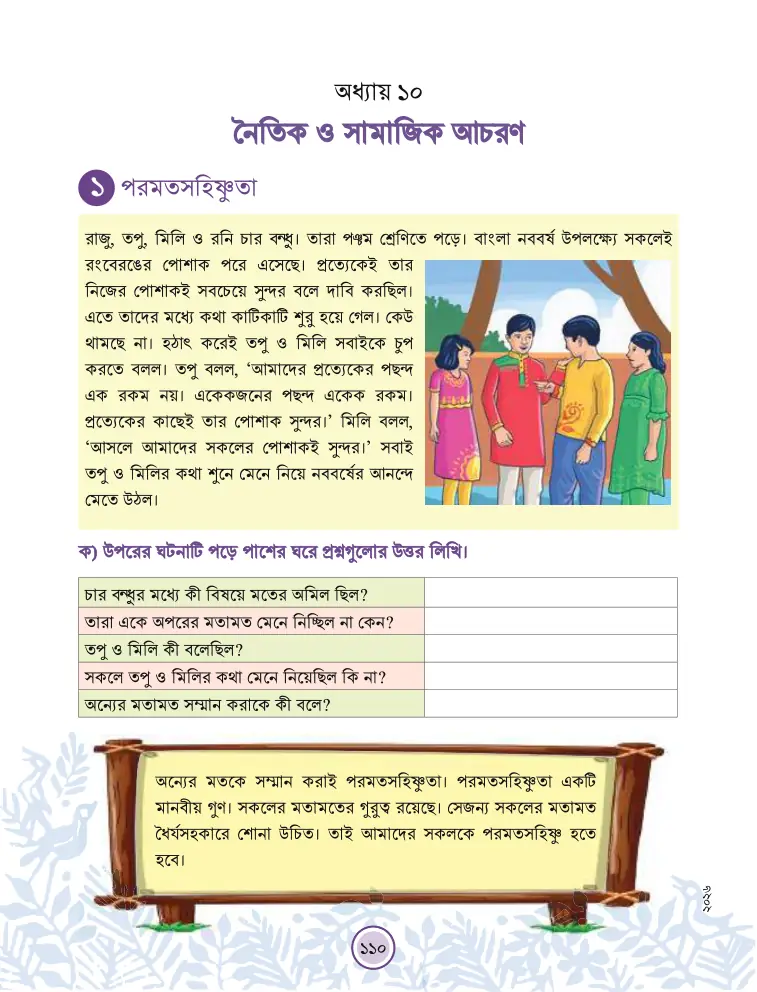 অধ্যায় ১০
নৈতিক ও সামাজিক আচরণ
১ পরমতসহিষ্ণুতা
রাজু, তপু, মিলি ও রনি চার বন্ধু। তারা পঞ্চম শ্রেণিতে পড়ে। বাংলা নববর্ষ উপলক্ষ্যে সকলেই
রংবেরঙের পোশাক পরে এসেছে। প্রত্যেকেই তার
নিজের পোশাকই সবচেয়ে সুন্দর বলে দাবি করছিল।
এতে তাদের মধ্যে কথা কাটিকাটি শুরু হয়ে গেল। কেউ
থামছে না। হঠাৎ করেই তপু ও মিলি সবাইকে চুপ
করতে বলল। তপু বলল, ‘আমাদের প্রত্যেকের পছন্দ
এক রকম নয়। একেকজনের পছন্দ একেক রকম।
প্রত্যেকের কাছেই তার পোশাক সুন্দর।’ মিলি বলল,
‘আসলে আমাদের সকলের পোশাকই সুন্দর।’ সবাই
তপু ও মিলির কথা শুনে মেনে নিয়ে নববর্ষের আনন্দে
মেতে উঠল।
ক) উপরের ঘটনাটি পড়ে পাশের ঘরে প্রশ্নগুলোর উত্তর লিখি।
চার বন্ধুর মধ্যে কী বিষয়ে মতের অমিল ছিল?
তারা একে অপরের মতামত মেনে নিচ্ছিল না কেন?
তপু ও মিলি কী বলেছিল?
সকলে তপু ও মিলির কথা মেনে নিয়েছিল কি না?
অন্যের মতামত সম্মান করাকে কী বলে?
অন্যের মতকে সম্মান করাই পরমতসহিষ্ণুতা। পরমতসহিষ্ণুতা একটি
মানবীয় গুণ। সকলের মতামতের গুরুত্ব রয়েছে। সেজন্য সকলের মতামত
ধৈর্যসহকারে শোনা উচিত। তাই আমাদের সকলকে পরমতসহিষ্ণু হতে
হবে।
২০২৬
১১০